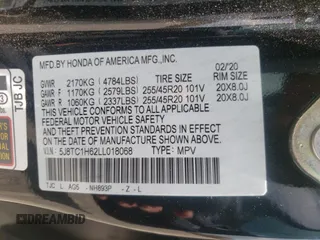 MFD.BY HONDA OF AMERICA MFG.,INC.
02/'20
GVWR 2170KG ( 4784LBS) TIRE SIZE RIM SIZE
GAWR F 1170KG ( 2579LBS) 255/45R20 101V 20X8.0J
GAWR R 1060KG ( 2337LBS) 255/45R20 101V 20X8.0J
THIS VEHICLE CONFORMS TO ALL APPLICABLE
FEDERAL MOTOR VEHICLE SAFETY AND THEFT
PREVENTION STANDARDS IN EFFECT ON THE
DATE OF MANUFACTURE SHOWN ABOVE.
V.I.N.: 5J8TC1H62LL018068 TYPE: MPV
TJC L AG5 - NH893P - Z - L
TJB JC
DREAMBID